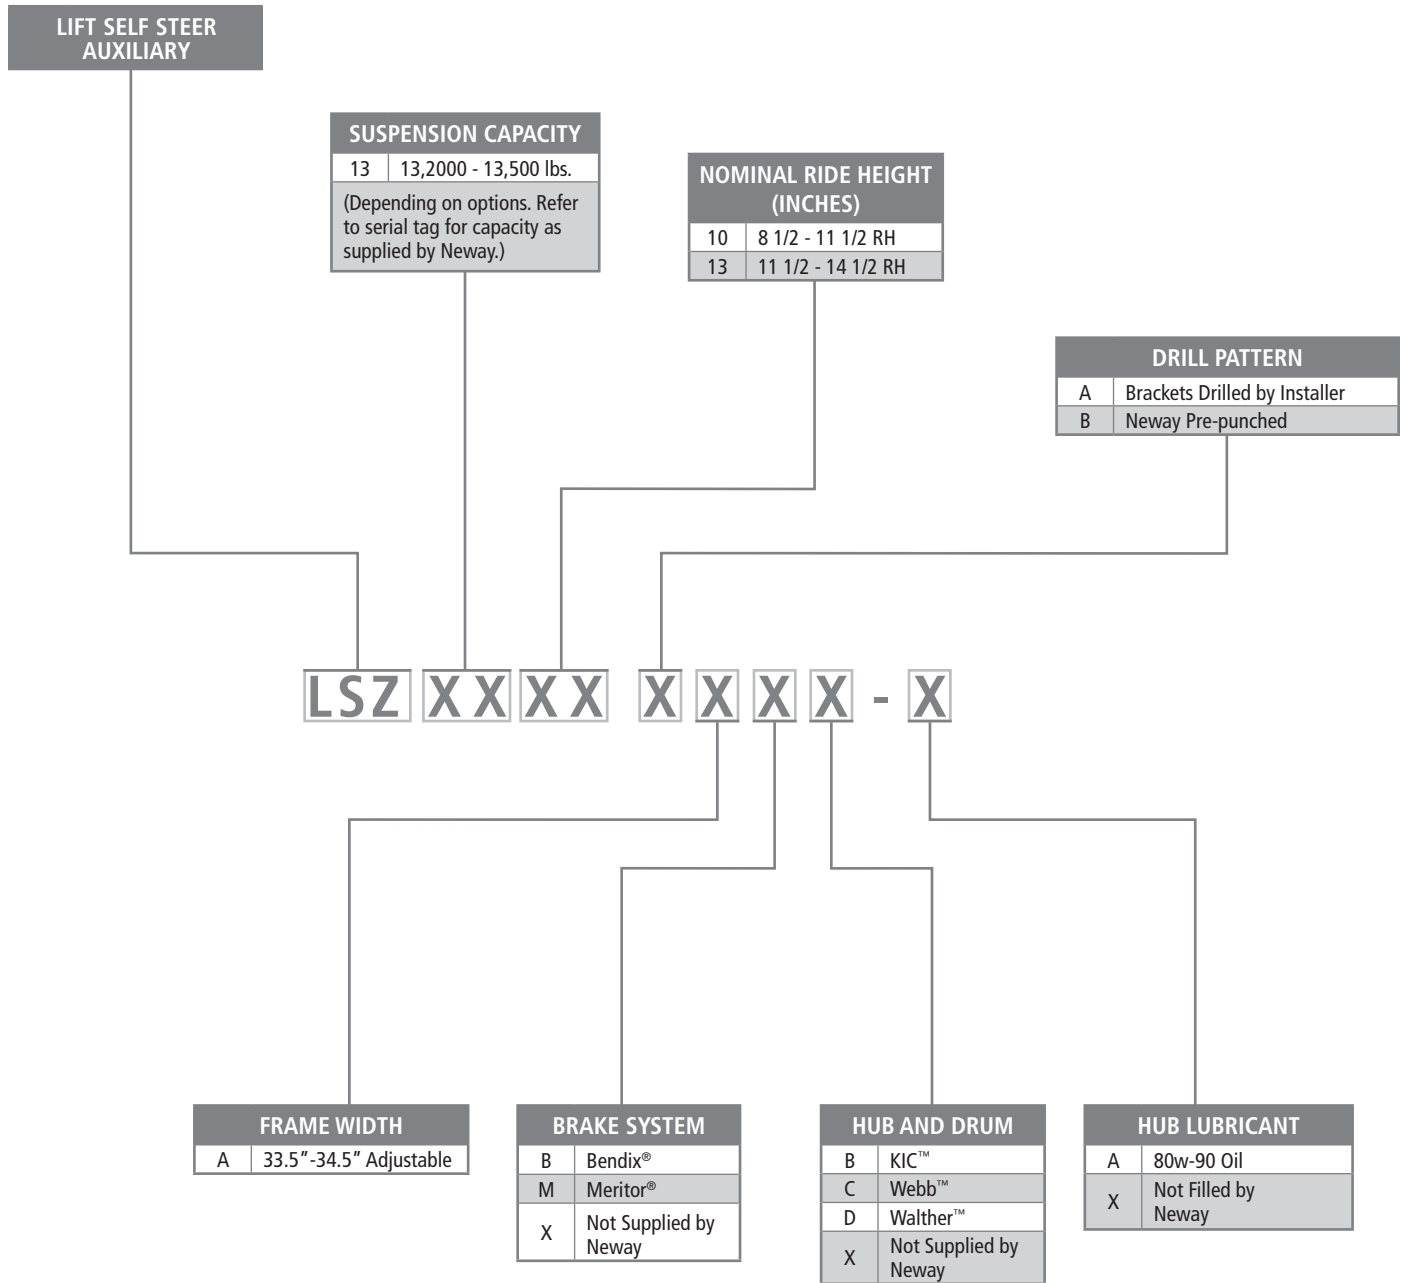 LIFT SELF STEER
AUXILIARY
SUSPENSION CAPACITY
13 13,2000 - 13,500 lbs.
(Depending on options. Refer
to serial tag for capacity as
supplied by Neway.)
NOMINAL RIDE HEIGHT
(INCHES)
10 8 1/2 - 11 1/2 RH
13 11 1/2 - 14 1/2 RH
DRILL PATTERN
A Brackets Drilled by Installer
B Neway Pre-punched
LSZ XX XX X X X X - X
FRAME WIDTH
A 33.5″-34.5″ Adjustable
BRAKE SYSTEM
B Bendix®
M Meritor®
X Not Supplied by
Neway
HUB AND DRUM
B KIC™
C Webb™
D Walther™
X Not Supplied by
Neway
HUB LUBRICANT
A 80w-90 Oil
X Not Filled by
Neway